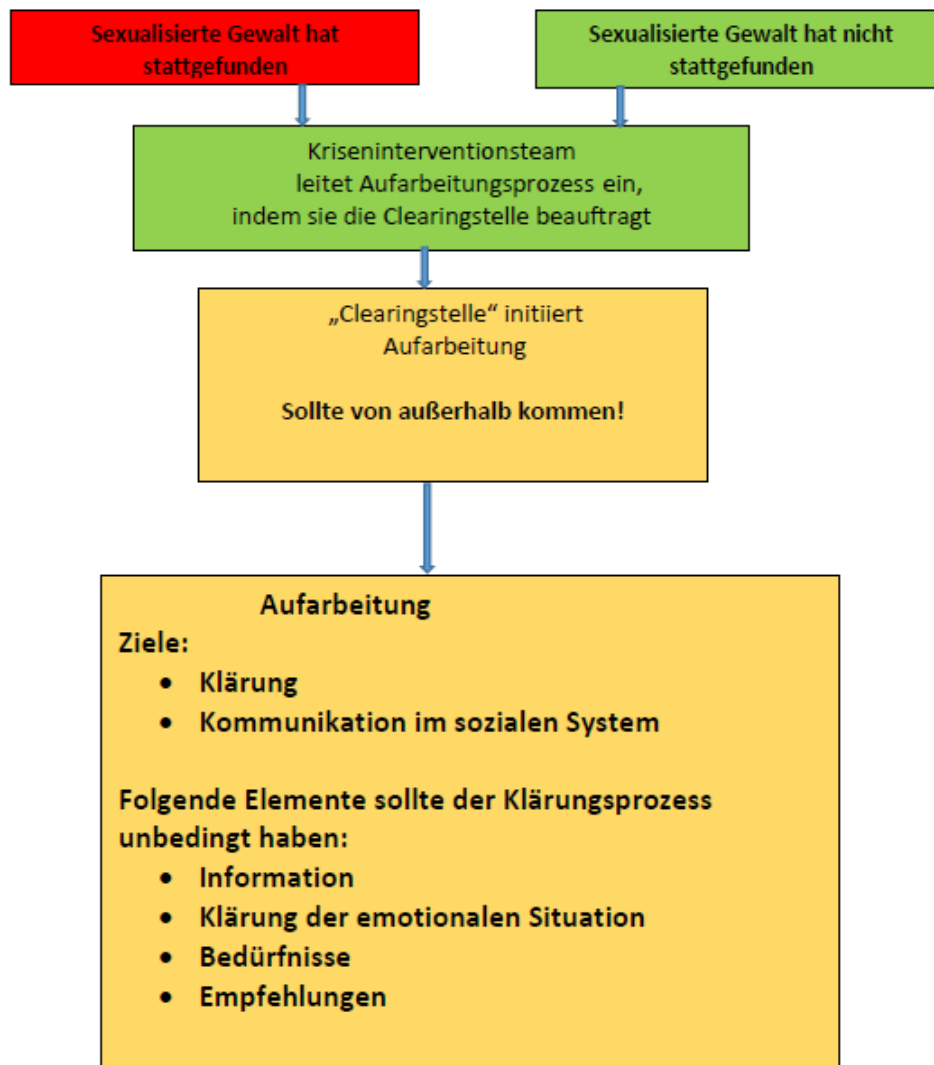 Sexualisierte Gewalt hat
stattgefunden
Sexualisierte Gewalt hat nicht
stattgefunden
Kriseninterventionsteam
leitet Aufarbeitungsprozess ein,
indem sie die Clearingstelle beauftragt
„Clearingstelle“ initiiert
Aufarbeitung
Sollte von außerhalb kommen!
Aufarbeitung
Ziele:
• Klärung
• Kommunikation im sozialen System
Folgende Elemente sollte der Klärungsprozess
unbedingt haben:
• Information
• Klärung der emotionalen Situation
• Bedürfnisse
• Empfehlungen